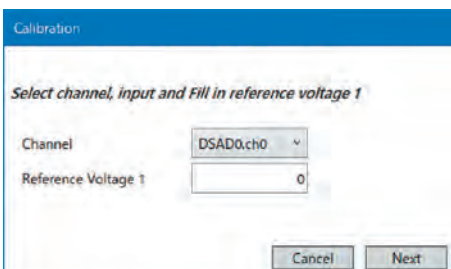 Calibration
Select channel, input and Fill in reference voltage 1
Channel DSAD0.ch0
Reference Voltage 1 0
Cancel Next